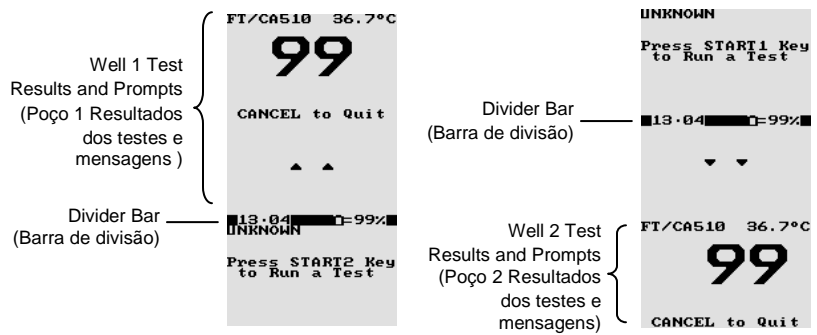 Well 1 Test
Results and Prompts
(Poço 1 Resultados
dos testes e
mensagens )
Divider Bar
(Barra de divisão)
FT/CA510 36.7°C
99
CANCEL to Quit
13·04 99%
UNKNOWN
Press START2 Key
to Run a Test
Divider Bar
(Barra de divisão)
Well 2 Test
Results and Prompts
(Poço 2 Resultados
dos testes e
mensagens)
UNKNOWN
Press START1 Key
to Run a Test
13·04 99%
FT/CA510 36.7°C
99
CANCEL to Quit